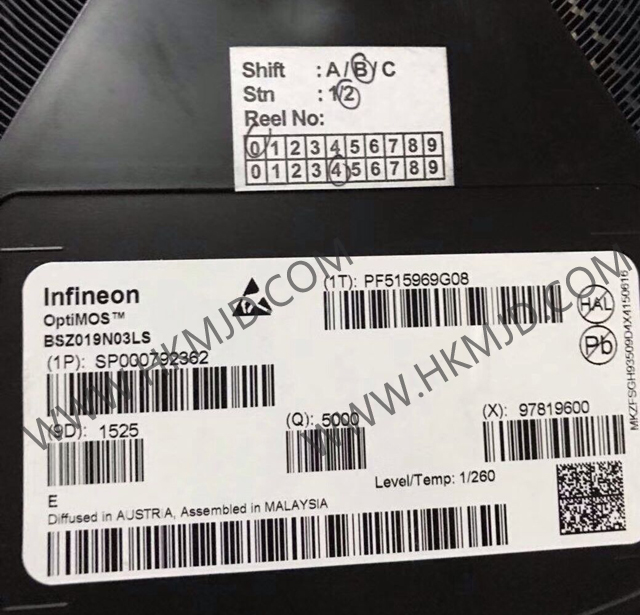 Shift : A/B/C
Stn : 1/2
Reel No:
0 1 2 3 4 5 6 7 8 9
0 1 2 3 4 5 6 7 8 9
Infineon
OptiMOS™
BSZ019N03LS
(1P): SP000792362
(1T): PF515969G08
HAL
Pb
(9D): 1525
(Q): 5000
(X): 97819600
Level/Temp: 1/260
E
Diffused in AUSTRIA, Assembled in MALAYSIA
MKZFSGH93509D4X4150616
WWW.HKMJD.COM
WWW.HKMJD.COM